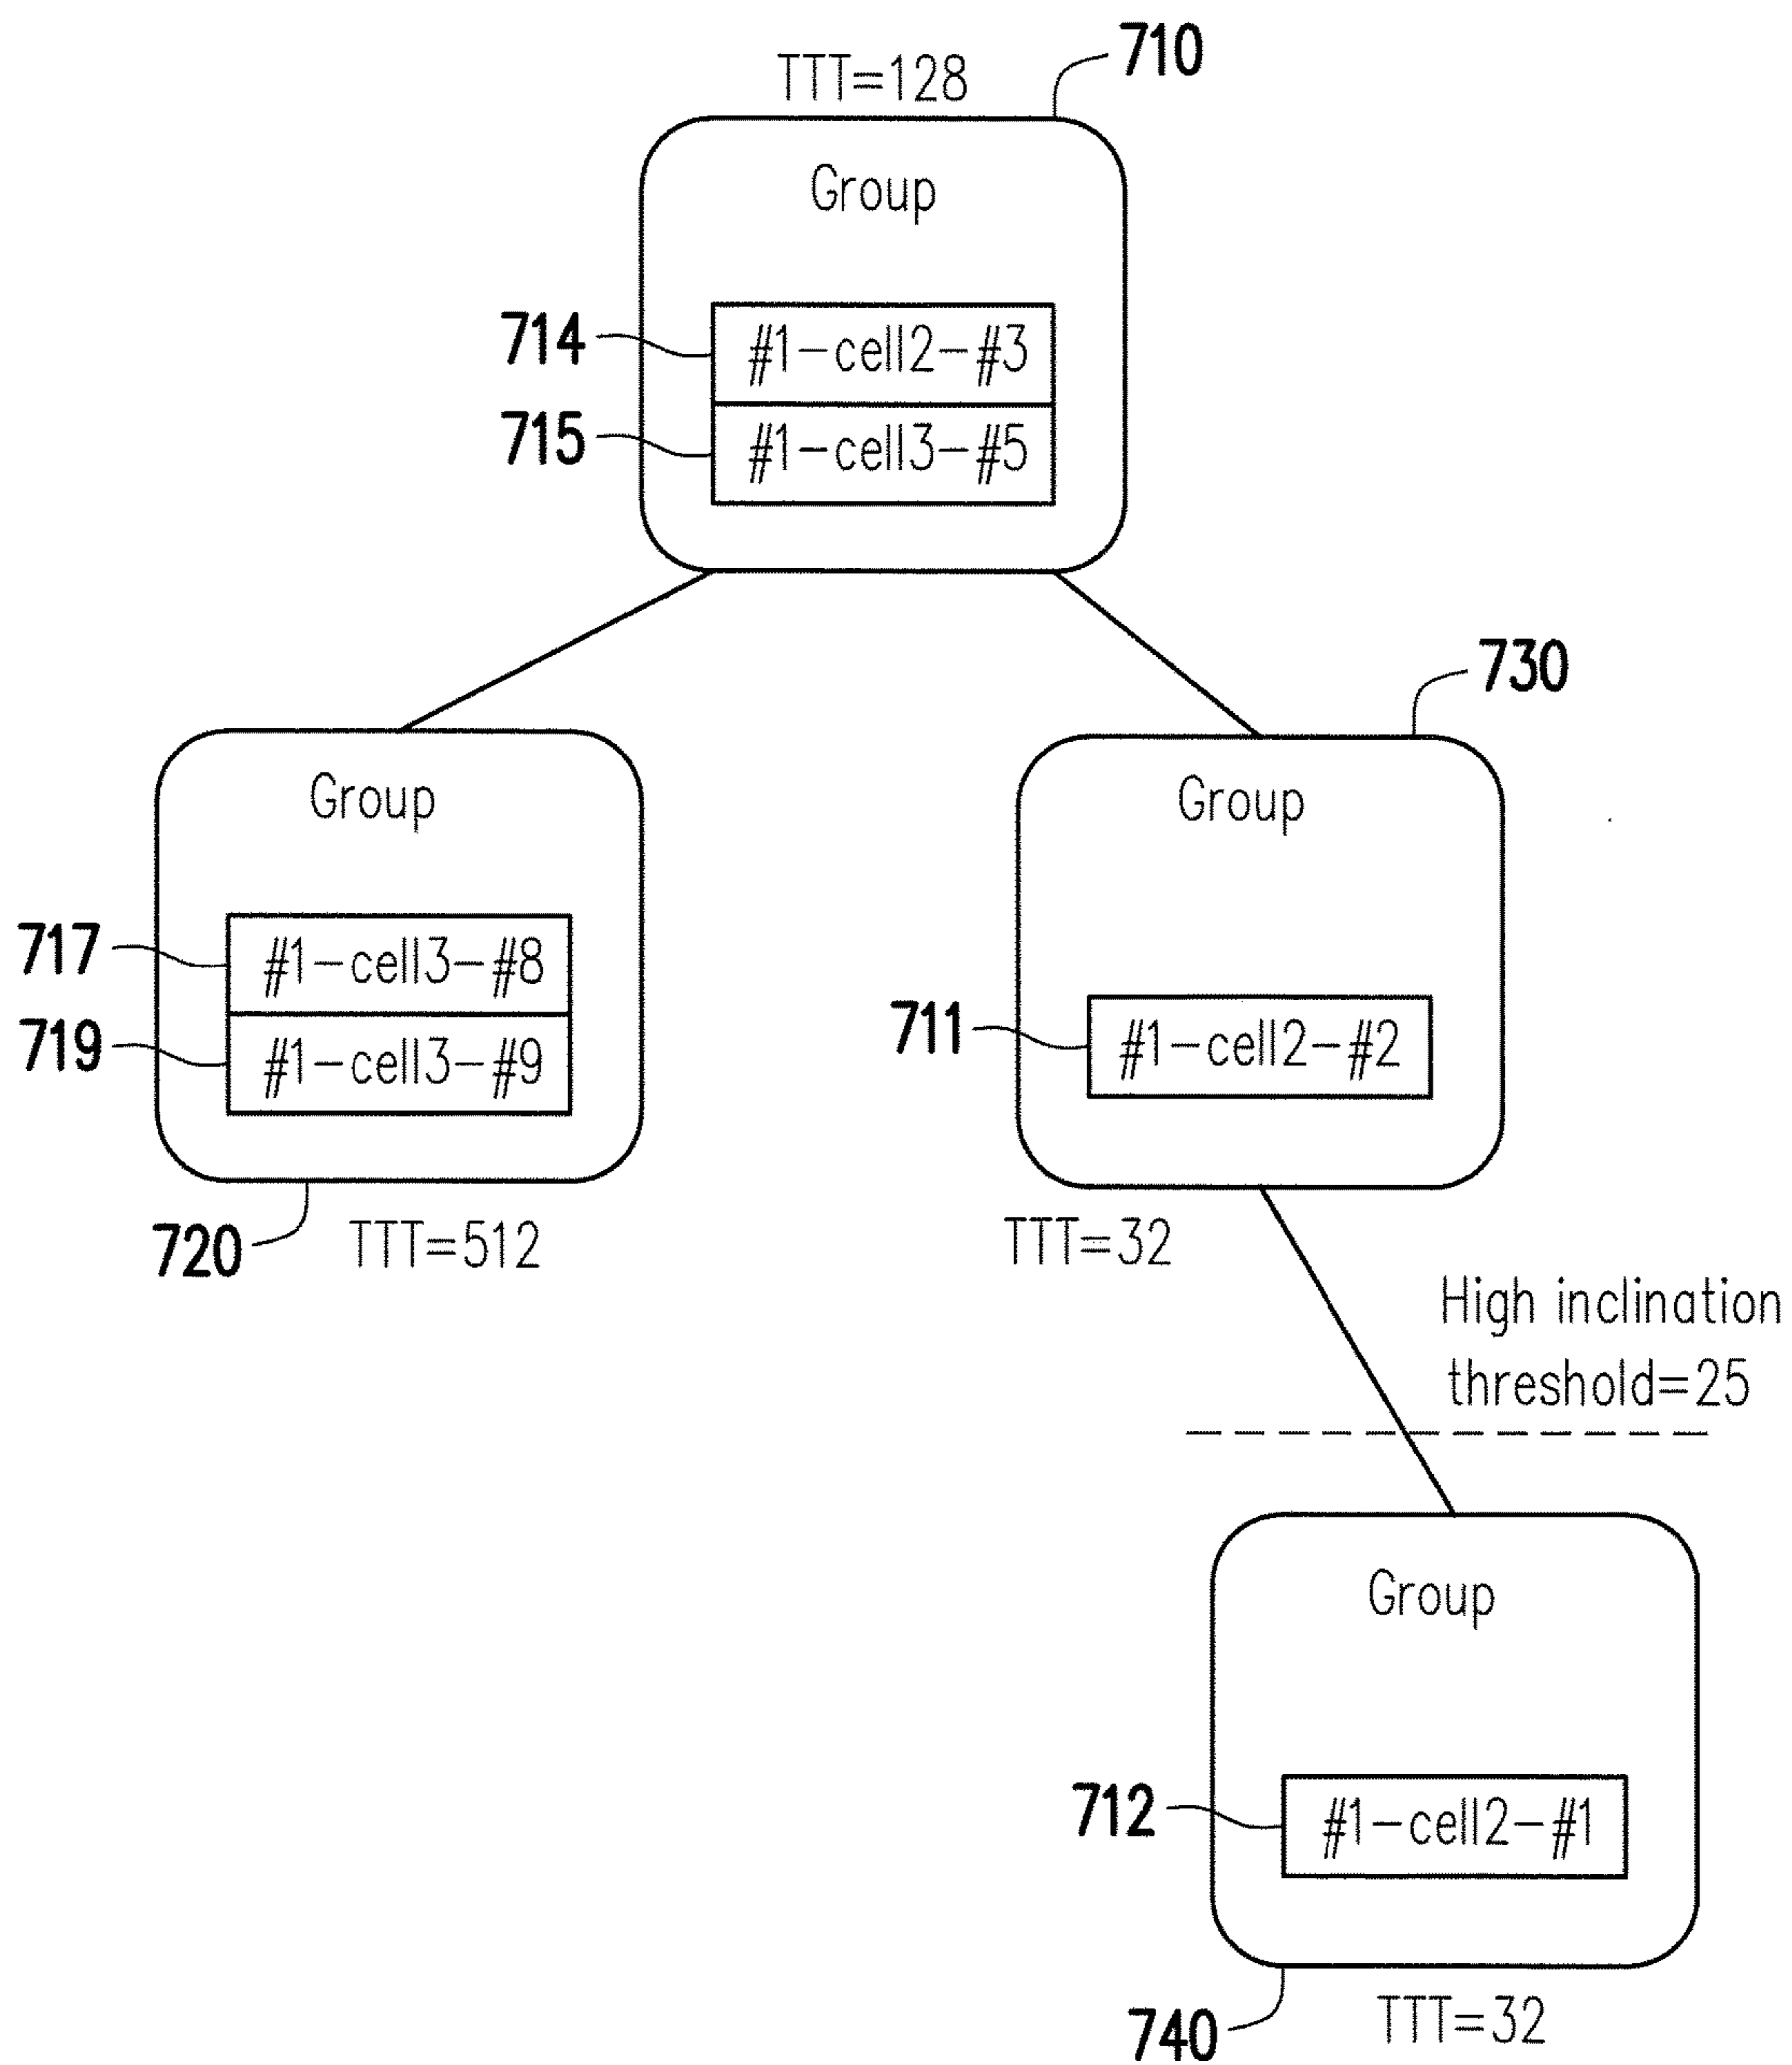 710
TTT=128
Group
714
#1-cell2-#3
715
#1-cell3-#5
730
Group
Group
717
#1-cell3-#8
719
#1-cell3-#9
711
#1-cell2-#2
720
TTT=512
TTT=32
High inclination
threshold=25
Group
712
#1-cell2-#1
740
TTT=32